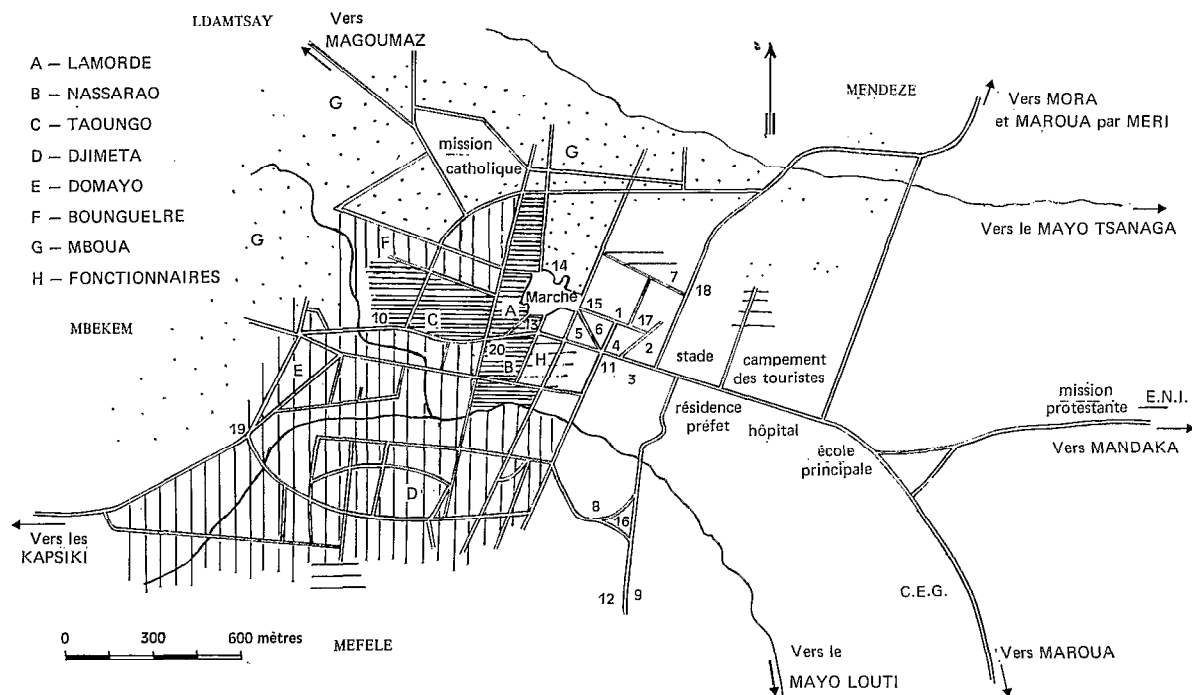 LDAMTSAY
Vers
MAGOUMAZ
A – LAMORDE
B – NASSARAO
C – TAOUNGO
D – DJIMETA
E – DOMAYO
F – BOUNGUELRE
G – MBOUA
H – FONCTIONNAIRES
MENDEZE
Vers MORA
et MAROUA par MERI
G
mission
catholique
G
Vers le MAYO TSANAGA
G
F
14
7
18
Marché
15
1
17
MBEKEM
10
C
A
13
5
6
4
2
20
B
H
11
3
stade
campement
des touristes
E
résidence
préfet
hôpital
mission
protestante
E.N.I.
Vers MANDAKA
19
école
principale
D
8
16
Vers les
KAPSIKI
12
9
C.E.G.
0 300 600 mètres
MEFELE
Vers le
MAYO LOUTI
Vers MAROUA